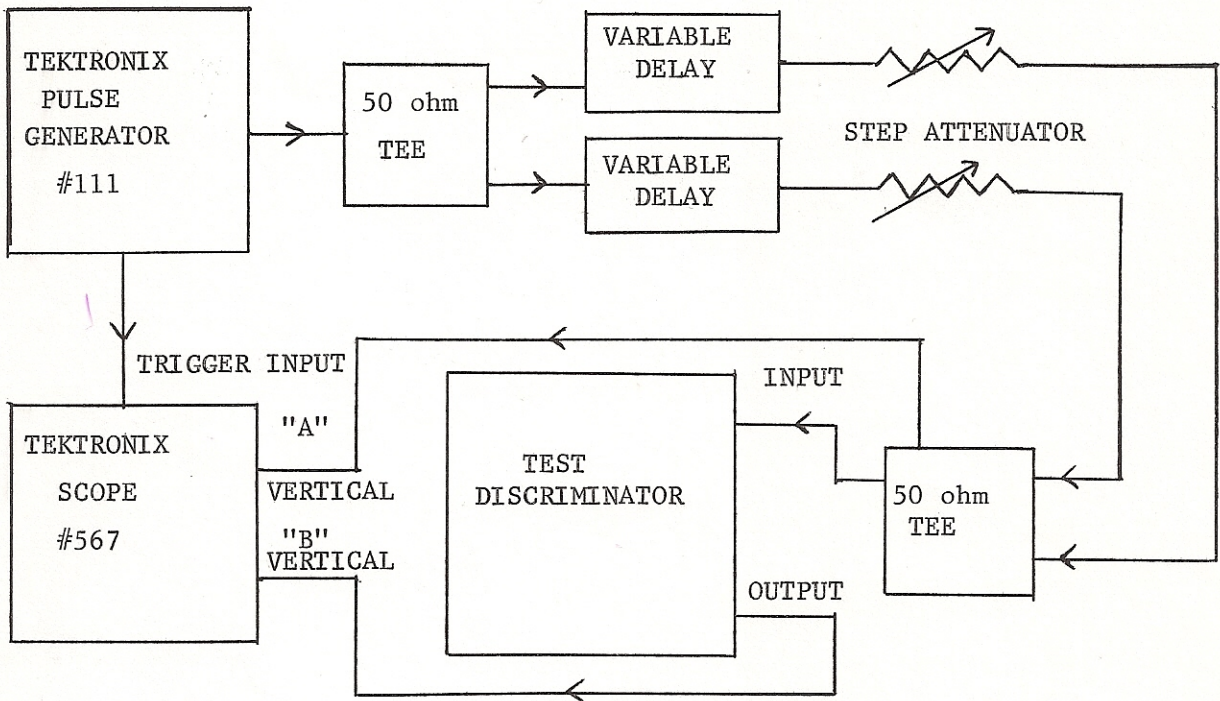 TEKTRONIX
PULSE
GENERATOR
#111
50 ohm
TEE
VARIABLE
DELAY
VARIABLE
DELAY
STEP ATTENUATOR
TRIGGER INPUT
TEKTRONIX
SCOPE
#567
"A"
VERTICAL
"B"
VERTICAL
TEST
DISCRIMINATOR
INPUT
OUTPUT
50 ohm
TEE